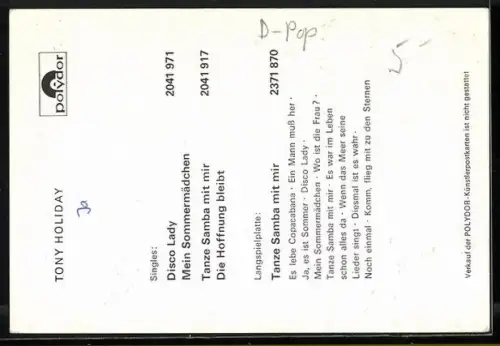 D-Pop
5-
polydor
TONY HOLIDAY
Ja
Singles:
Disco Lady 2041 971
Mein Sommermädchen
Tanze Samba mit mir 2041 917
Die Hoffnung bleibt
Langspielplatte:
Tanze Samba mit mir 2371 870
Es lebe Copacabana · Ein Mann muß her ·
Ja, es ist Sommer · Disco Lady ·
Mein Sommermädchen · Wo ist die Frau? ·
Tanze Samba mit mir · Es war im Leben
schon alles da · Wenn das Meer seine
Lieder singt · Diesmal ist es wahr ·
Noch einmal · Komm, flieg mit zu den Sternen
Verkauf der POLYDOR-Künstlerpostkarten ist nicht gestattet